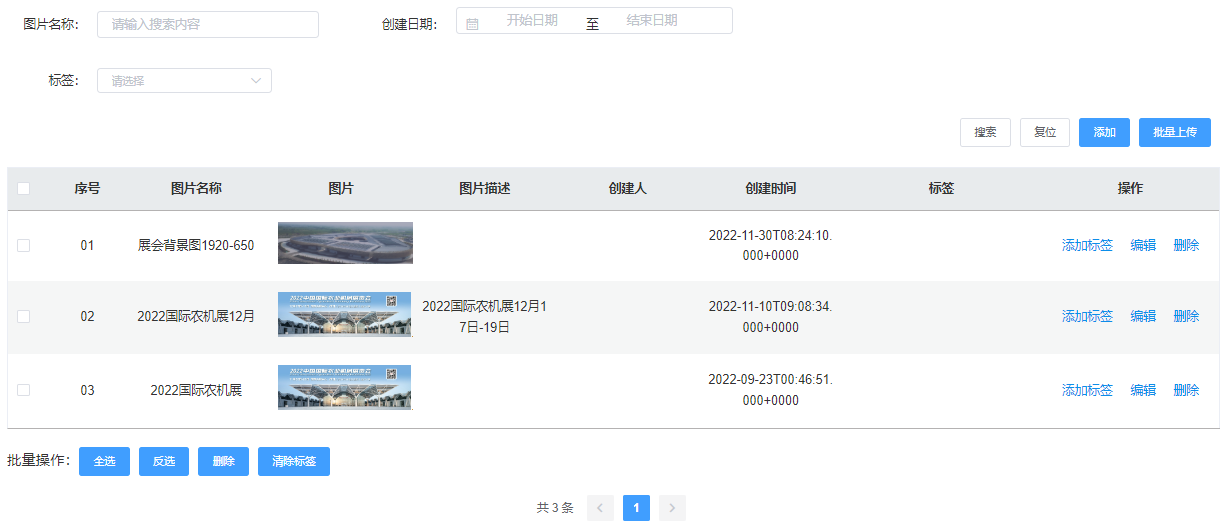 图片名称: 请输入搜索内容 创建日期: 开始日期 至 结束日期
标签: 请选择
搜索 复位 添加 批量上传
序号 图片名称 图片 图片描述 创建人 创建时间 标签 操作
01 展会背景图1920-650 2022-11-30T08:24:10. 添加标签 编辑 删除
000+0000
2022中国国际农业机械展览会
02 2022国际农机展12月 2022国际农机展12月1 2022-11-10T09:08:34. 添加标签 编辑 删除
7日-19日 000+0000
2022中国国际农业机械展览会
03 2022国际农机展 2022-09-23T00:46:51. 添加标签 编辑 删除
000+0000
批量操作: 全选 反选 删除 清除标签
共 3 条 1